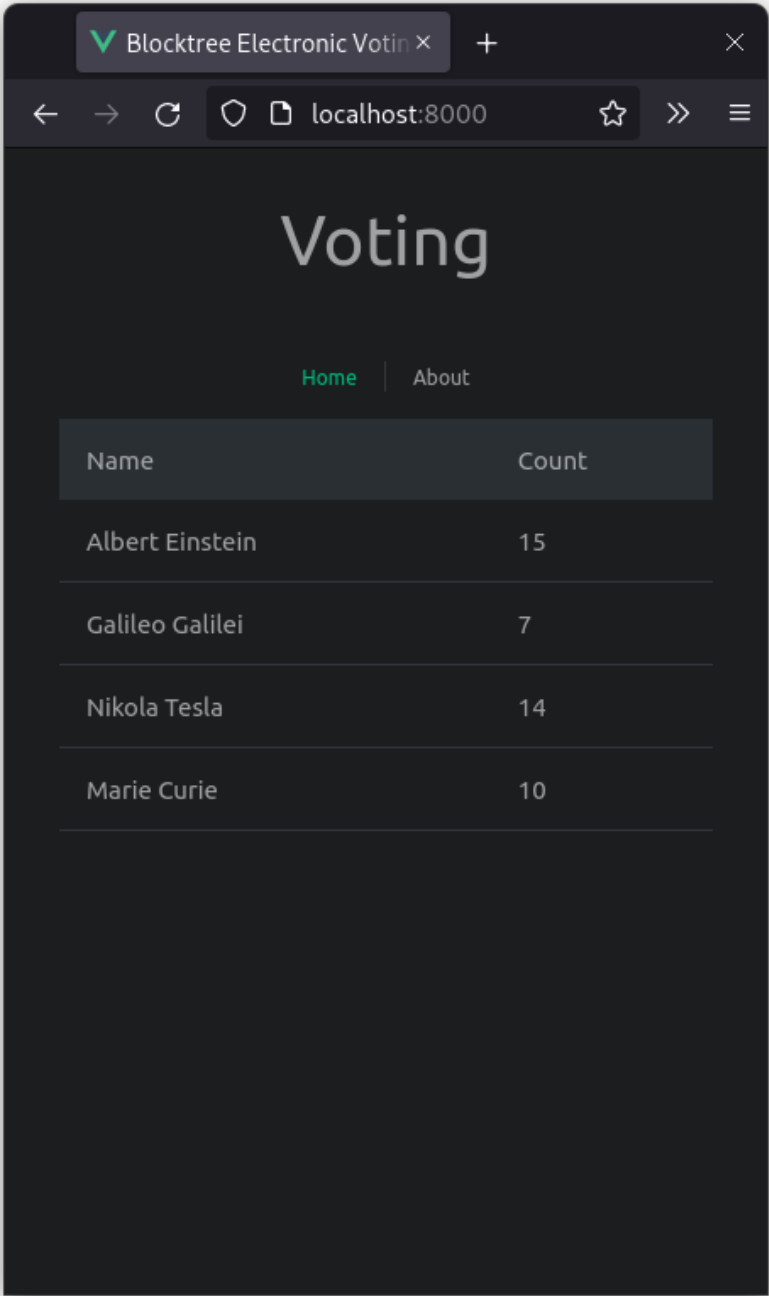 Blocktree Electronic Votin
localhost:8000
Voting
Home About
Name Count
Albert Einstein 15
Galileo Galilei 7
Nikola Tesla 14
Marie Curie 10